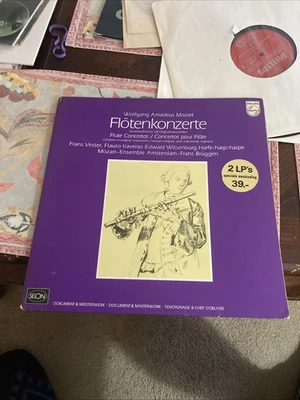 Wolfgang Amadeus Mozart
Flötenkonzerte
Flute Concertos / Concertos pour Flûte
Frans Vester, Flauto traverso · Edward Witsenburg, Harfe·harp·harpe
Mozart-Ensemble Amsterdam · Frans Brüggen
PHILIPS
2 LP's
speciale aanbieding
39,-
SEON
DOKUMENT & MEISTERWERK · DOCUMENT & MASTERWORK · TEMOIGNAGE & CHEF D'OEUVRE
PHILIPS